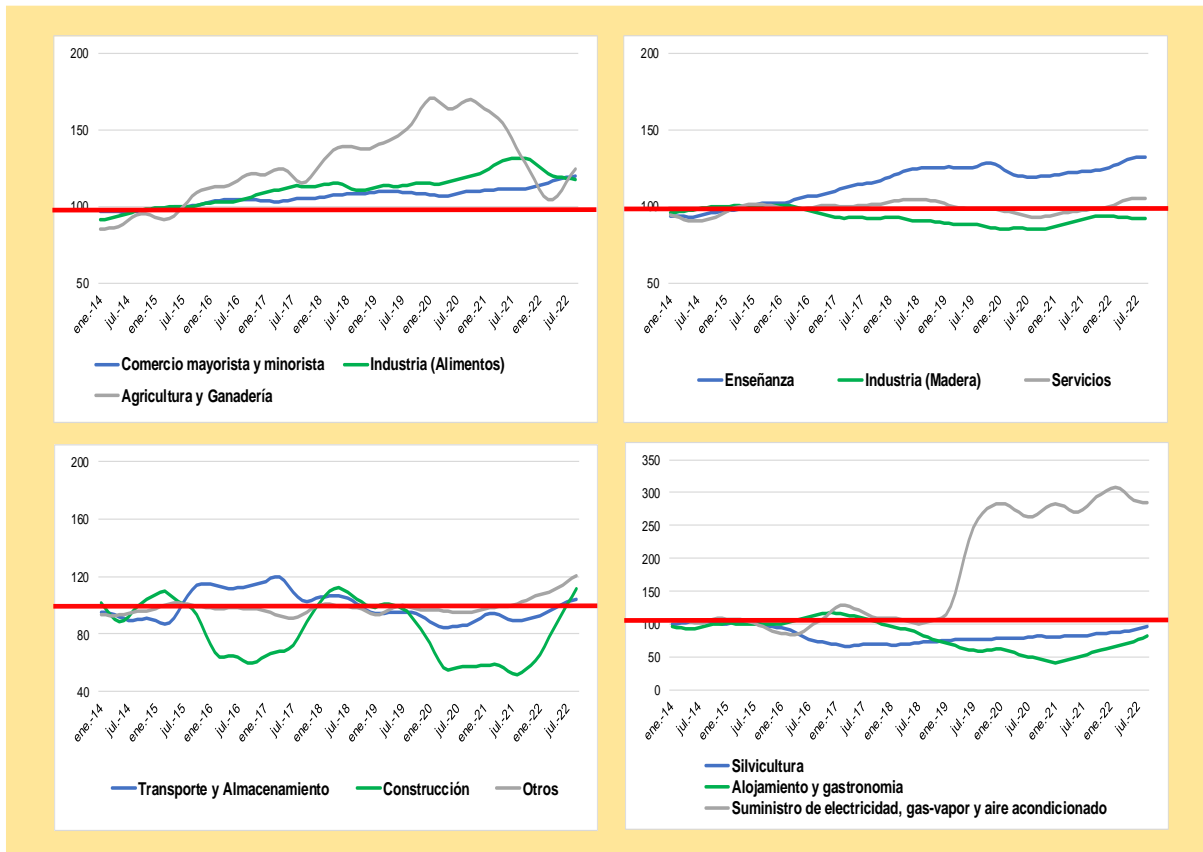 200
150
100
50
ene.-14 jul.-14 ene.-15 jul.-15 ene.-16 jul.-16 ene.-17 jul.-17 ene.-18 jul.-18 ene.-19 jul.-19 ene.-20 jul.-20 ene.-21 jul.-21 ene.-22 jul.-22
Comercio mayorista y minorista Industria (Alimentos)
Agricultura y Ganadería
200
150
100
50
ene.-14 jul.-14 ene.-15 jul.-15 ene.-16 jul.-16 ene.-17 jul.-17 ene.-18 jul.-18 ene.-19 jul.-19 ene.-20 jul.-20 ene.-21 jul.-21 ene.-22 jul.-22
Enseñanza Industria (Madera) Servicios
200
160
120
80
40
ene.-14 jul.-14 ene.-15 jul.-15 ene.-16 jul.-16 ene.-17 jul.-17 ene.-18 jul.-18 ene.-19 jul.-19 ene.-20 jul.-20 ene.-21 jul.-21 ene.-22 jul.-22
Transporte y Almacenamiento Construcción Otros
350
300
250
200
150
100
50
0
ene.-14 jul.-14 ene.-15 jul.-15 ene.-16 jul.-16 ene.-17 jul.-17 ene.-18 jul.-18 ene.-19 jul.-19 ene.-20 jul.-20 ene.-21 jul.-21 ene.-22 jul.-22
Silvicultura
Alojamiento y gastronomia
Suministro de electricidad, gas-vapor y aire acondicionado